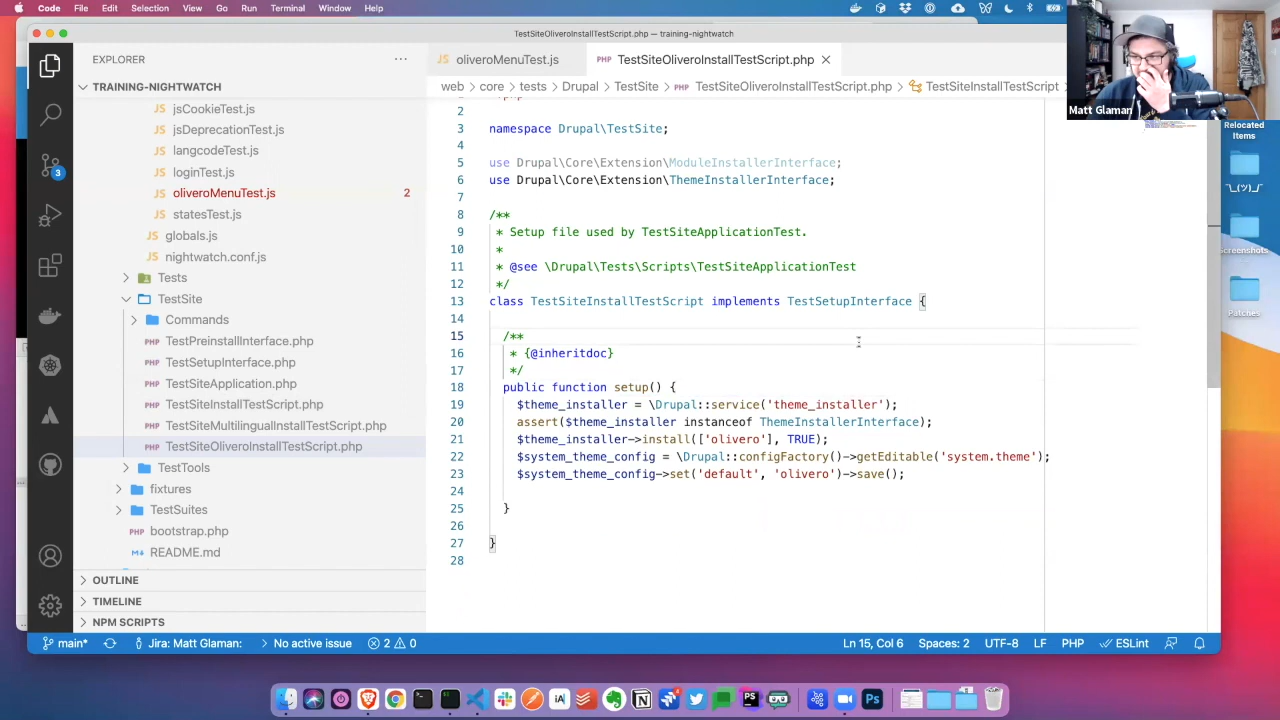 Code File Edit Selection View Go Run Terminal Window Help
TestSiteOliveroInstallTestScript.php — training-nightwatch
Matt Glaman
Relocated
Items
¯\_(ツ)_/¯
Screenshots
Patches
EXPLORER
TRAINING-NIGHTWATCH
jsCookieTest.js
jsDeprecationTest.js
langcodeTest.js
loginTest.js
oliveroMenuTest.js 2
statesTest.js
globals.js
nightwatch.conf.js
Tests
TestSite
Commands
TestPreinstallInterface.php
TestSetupInterface.php
TestSiteApplication.php
TestSiteInstallTestScript.php
TestSiteMultilingualInstallTestScript.php
TestSiteOliveroInstallTestScript.php
TestTools
fixtures
TestSuites
bootstrap.php
README.md
OUTLINE
TIMELINE
NPM SCRIPTS
3
oliveroMenuTest.js
TestSiteOliveroInstallTestScript.php
web > core > tests > Drupal > TestSite > TestSiteOliveroInstallTestScript.php > TestSiteInstallTestScript
2
3 namespace Drupal\TestSite;
4
5 use Drupal\Core\Extension\ModuleInstallerInterface;
6 use Drupal\Core\Extension\ThemeInstallerInterface;
7
8 /**
9 * Setup file used by TestSiteApplicationTest.
10 *
11 * @see \Drupal\Tests\Scripts\TestSiteApplicationTest
12 */
13 class TestSiteInstallTestScript implements TestSetupInterface {
14
15 /**
16 * {@inheritdoc}
17 */
18 public function setup() {
19 $theme_installer = \Drupal::service('theme_installer');
20 assert($theme_installer instanceof ThemeInstallerInterface);
21 $theme_installer->install(['olivero'], TRUE);
22 $system_theme_config = \Drupal::configFactory()->getEditable('system.theme');
23 $system_theme_config->set('default', 'olivero')->save();
24
25 }
26
27 }
28
main* Jira: Matt Glaman: No active issue 2 0 Ln 15, Col 6 Spaces: 2 UTF-8 LF PHP ESLint